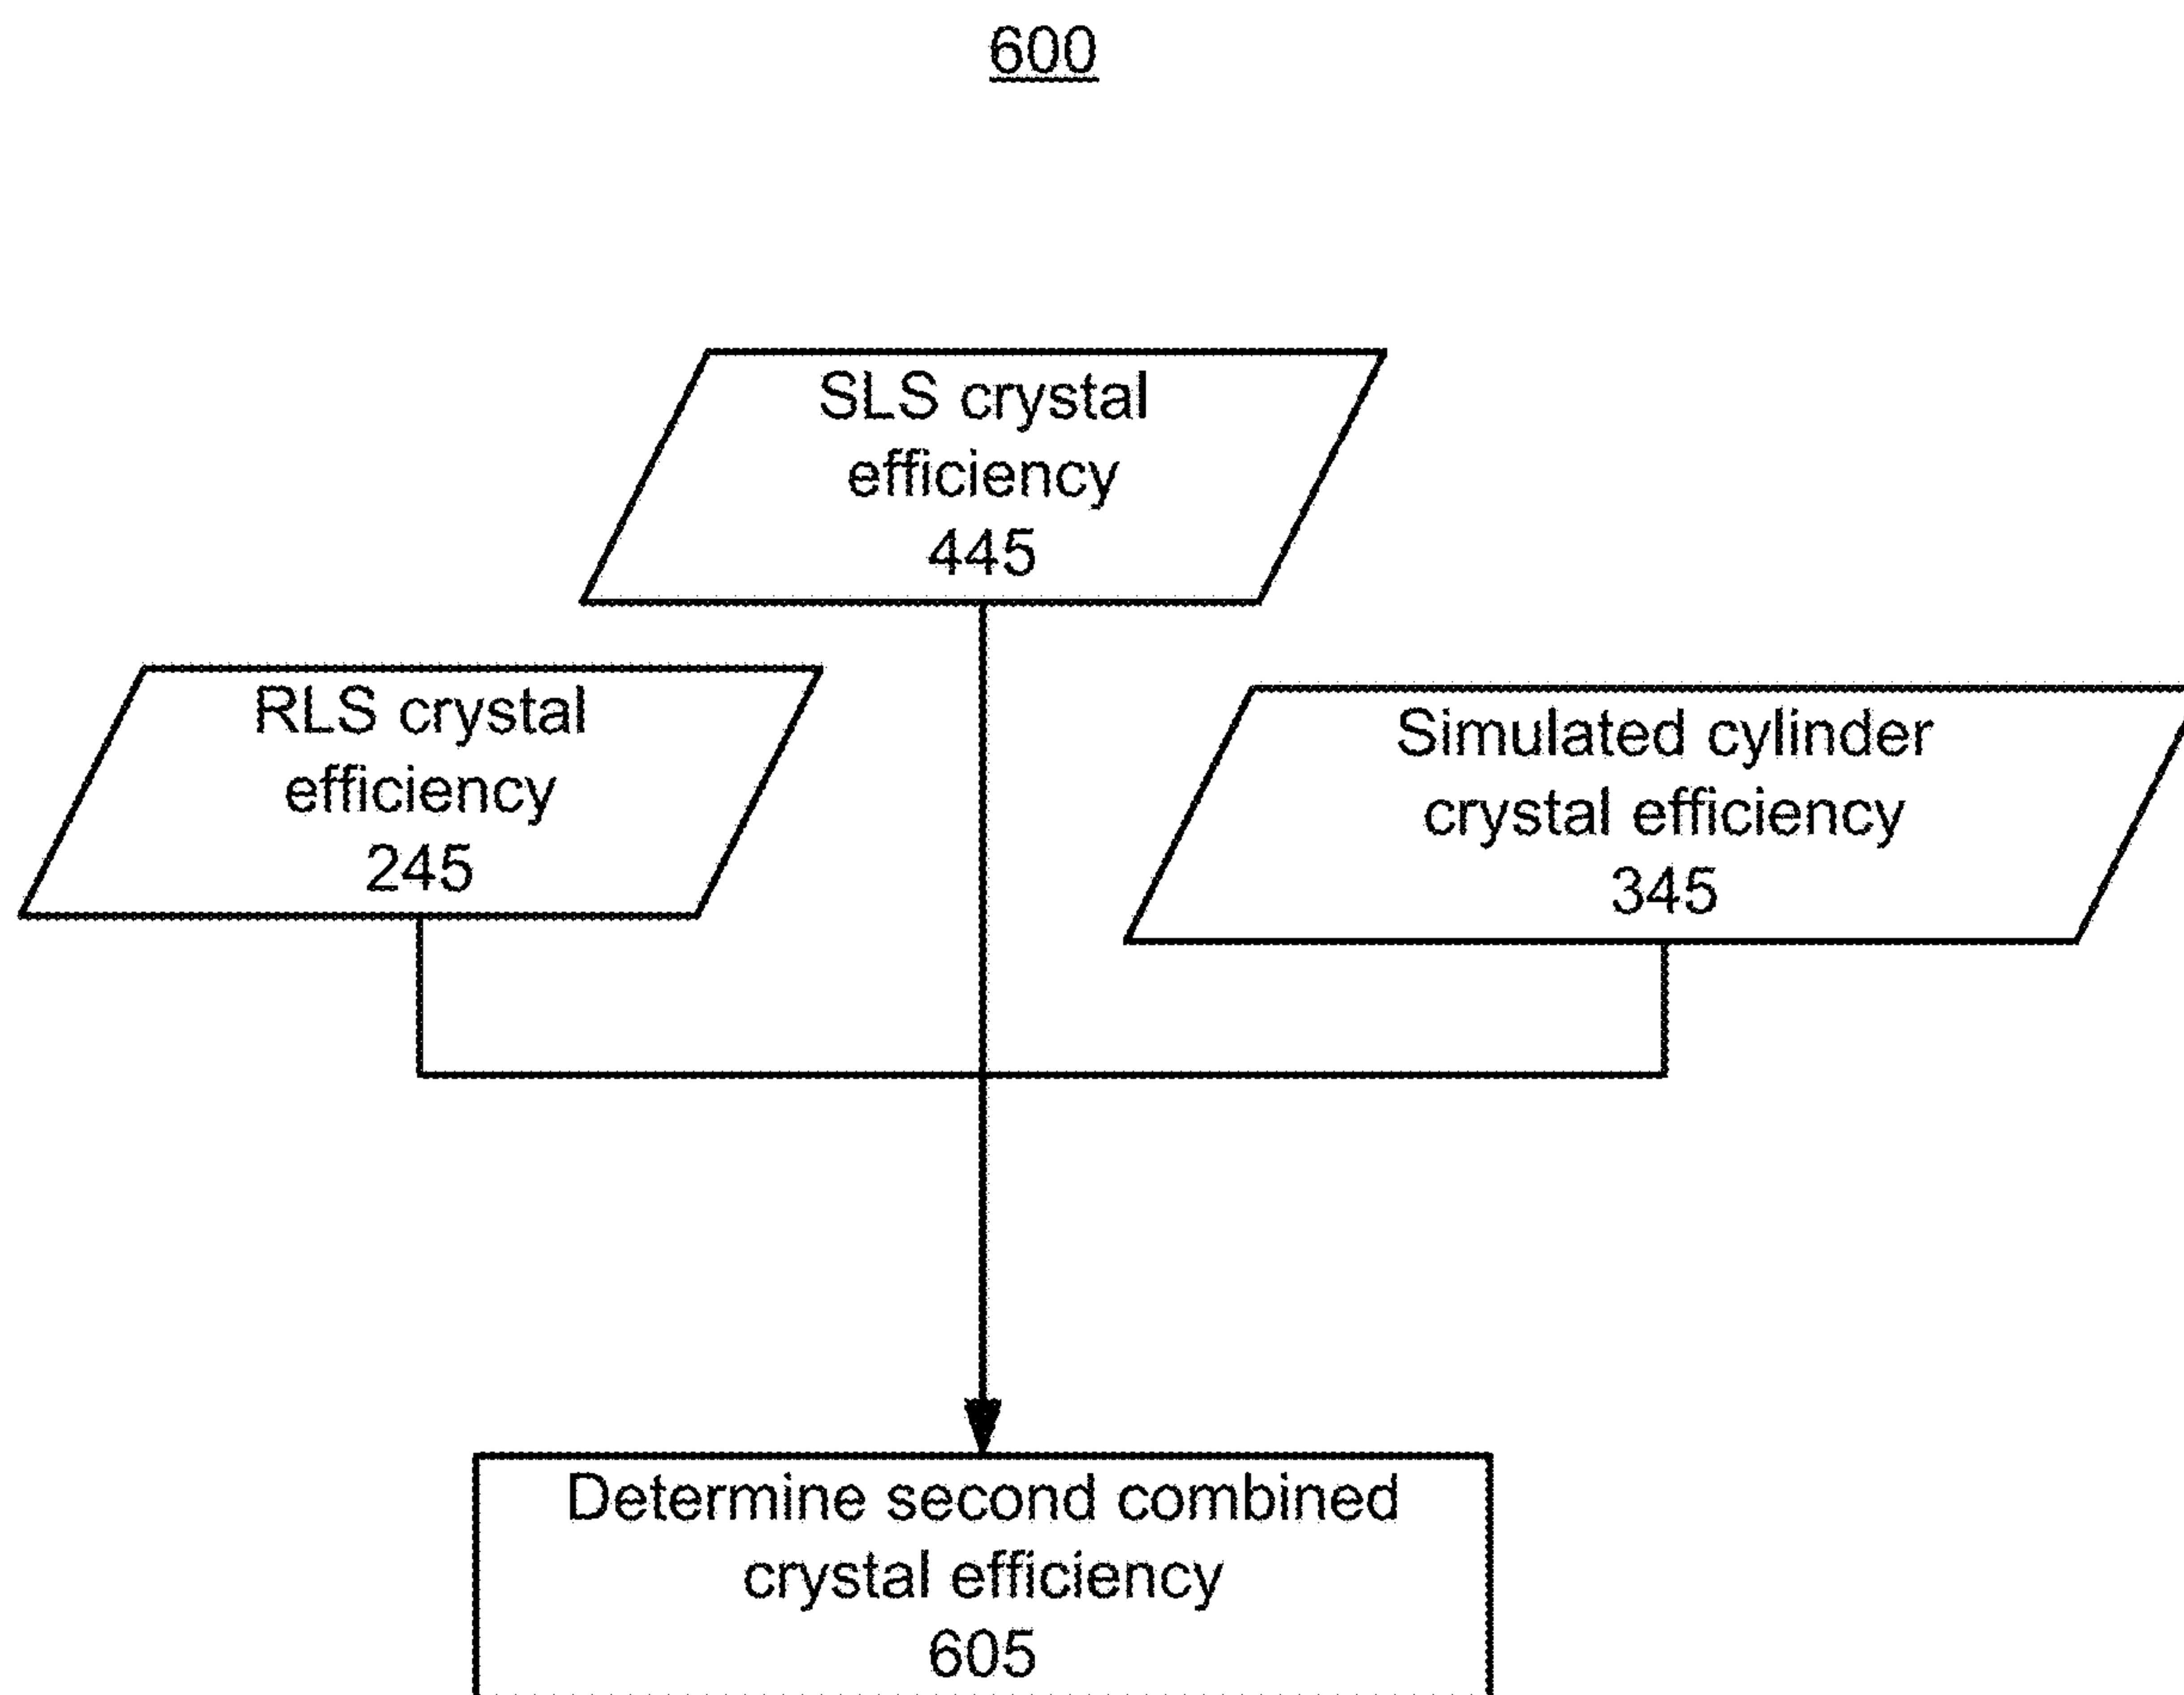 600
SLS crystal
efficiency
445
RLS crystal
efficiency
245
Simulated cylinder
crystal efficiency
345
Determine second combined
crystal efficiency
605